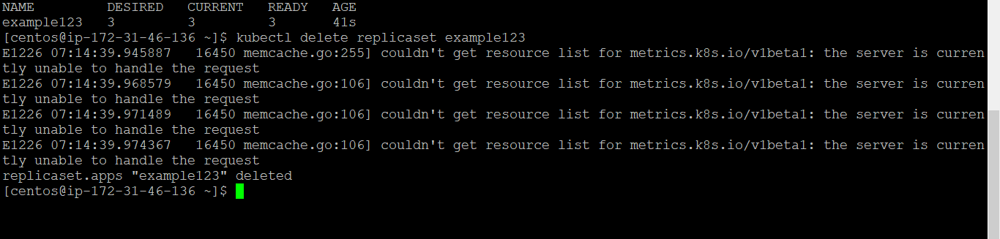 NAME         DESIRED   CURRENT   READY   AGE
example123   3         3         3       41s
[centos@ip-172-31-46-136 ~]$ kubectl delete replicaset example123
E1226 07:14:39.945887   16450 memcache.go:255] couldn't get resource list for metrics.k8s.io/v1beta1: the server is curren
tly unable to handle the request
E1226 07:14:39.968579   16450 memcache.go:106] couldn't get resource list for metrics.k8s.io/v1beta1: the server is curren
tly unable to handle the request
E1226 07:14:39.971489   16450 memcache.go:106] couldn't get resource list for metrics.k8s.io/v1beta1: the server is curren
tly unable to handle the request
E1226 07:14:39.974367   16450 memcache.go:106] couldn't get resource list for metrics.k8s.io/v1beta1: the server is curren
tly unable to handle the request
replicaset.apps "example123" deleted
[centos@ip-172-31-46-136 ~]$